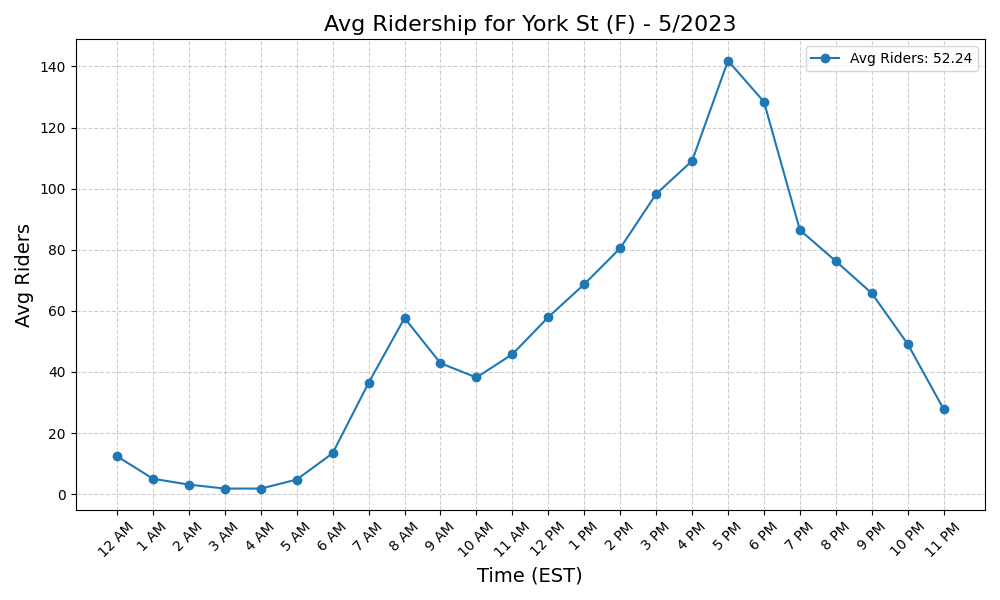 Avg Ridership for York St (F) - 5/2023
Avg Riders: 52.24
Avg Riders
140
120
100
80
60
40
20
0
12 AM
1 AM
2 AM
3 AM
4 AM
5 AM
6 AM
7 AM
8 AM
9 AM
10 AM
11 AM
12 PM
1 PM
2 PM
3 PM
4 PM
5 PM
6 PM
7 PM
8 PM
9 PM
10 PM
11 PM
Time (EST)